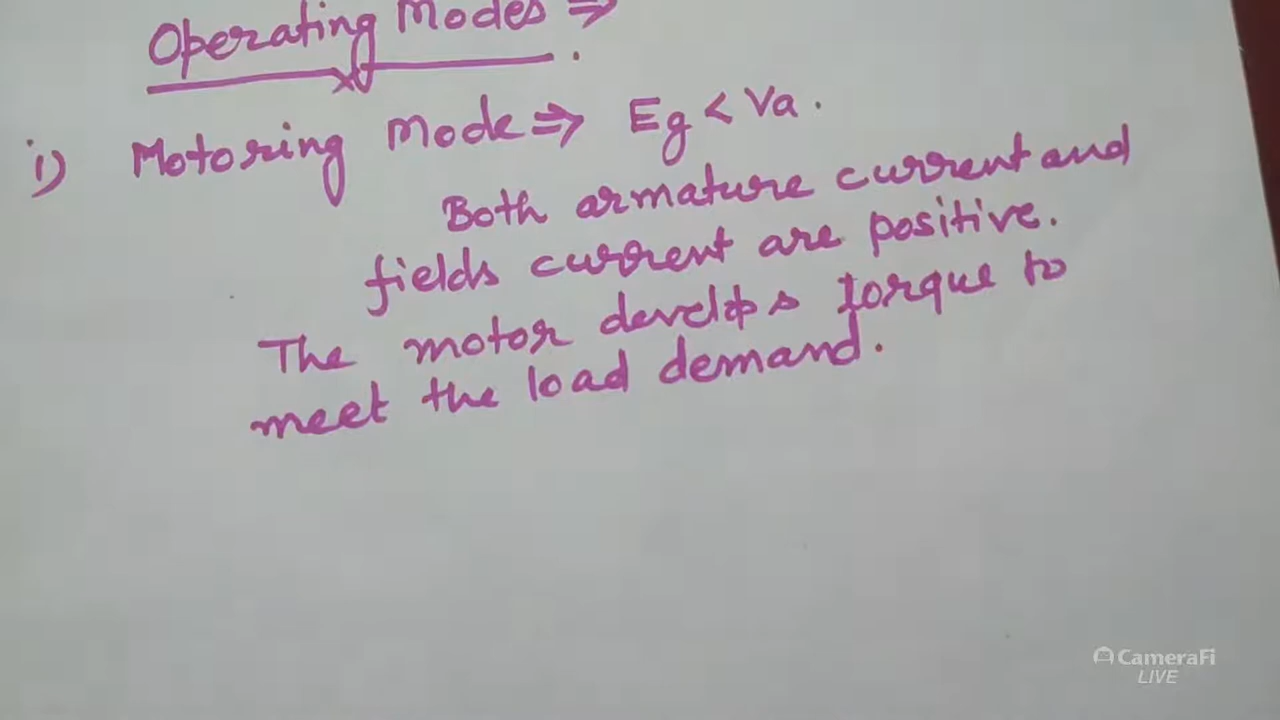 Operating Modes ⇒
i) Motoring Mode ⇒ Eg < Va.
Both armature current and
fields current are positive.
The motor develops torque to
meet the load demand.
CameraFi
LIVE